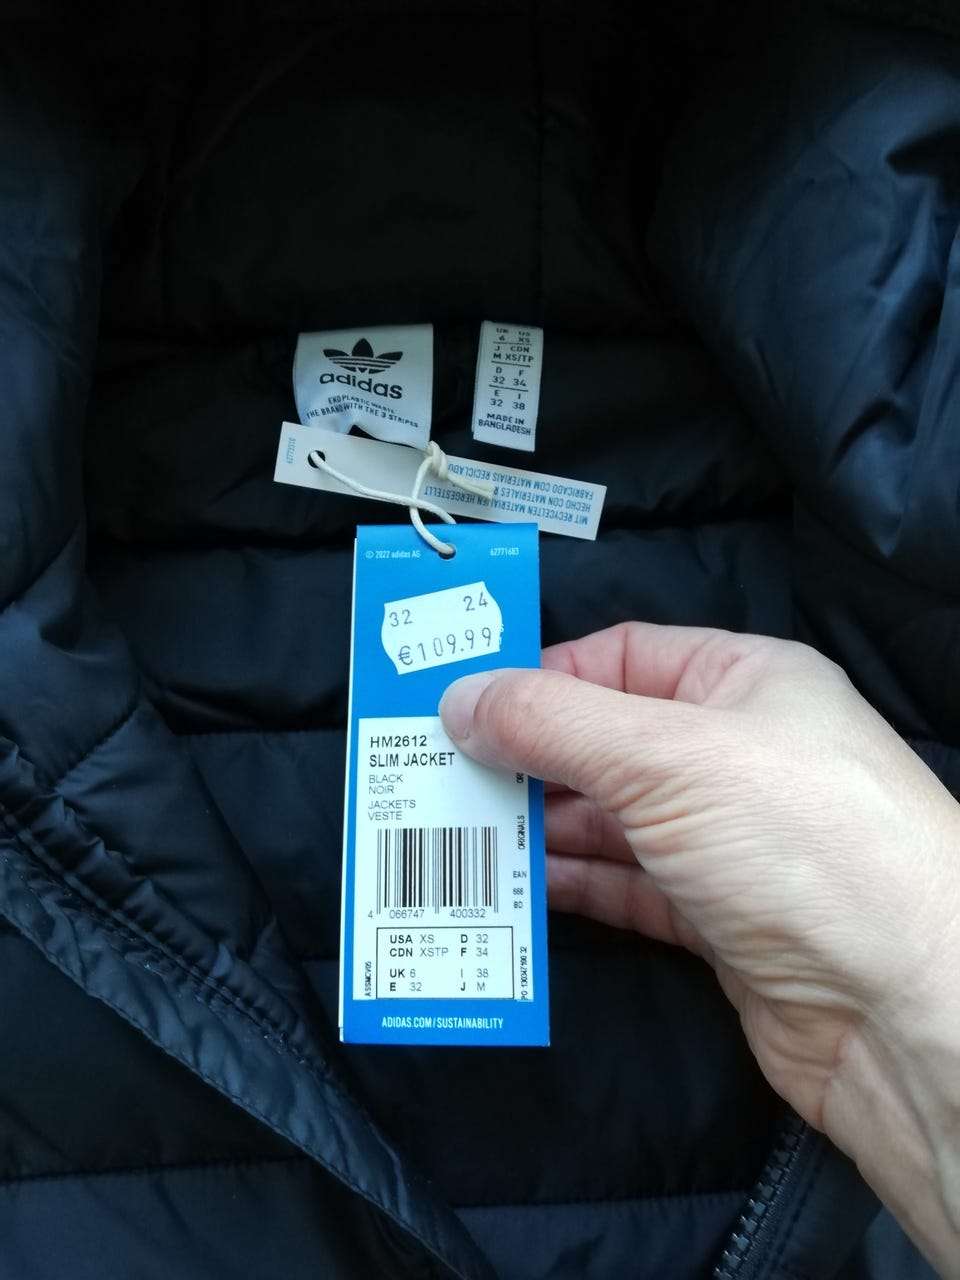 adidas
END PLASTIC WASTE
THE BRAND WITH THE 3 STRIPES
UK US
6 XS
J CDN
M XS/TP
D F
32 34
E I
32 38
MADE IN
BANGLADESH
62773310
MIT RECYCELTEN MATERIALIEN HERGESTELLT
HECHO CON MATERIALES
FABRICADO COM MATERIAIS RECICLADO
© 2022 adidas AG 62771683
32 24
€109.99
HM2612
SLIM JACKET
BLACK
NOIR
JACKETS
VESTE
ORIGINALS
EAN
666
BD
4 066747 400332
USA XS D 32
CDN XSTP F 34
UK 6 I 38
E 32 J M
ADIDAS.COM/SUSTAINABILITY